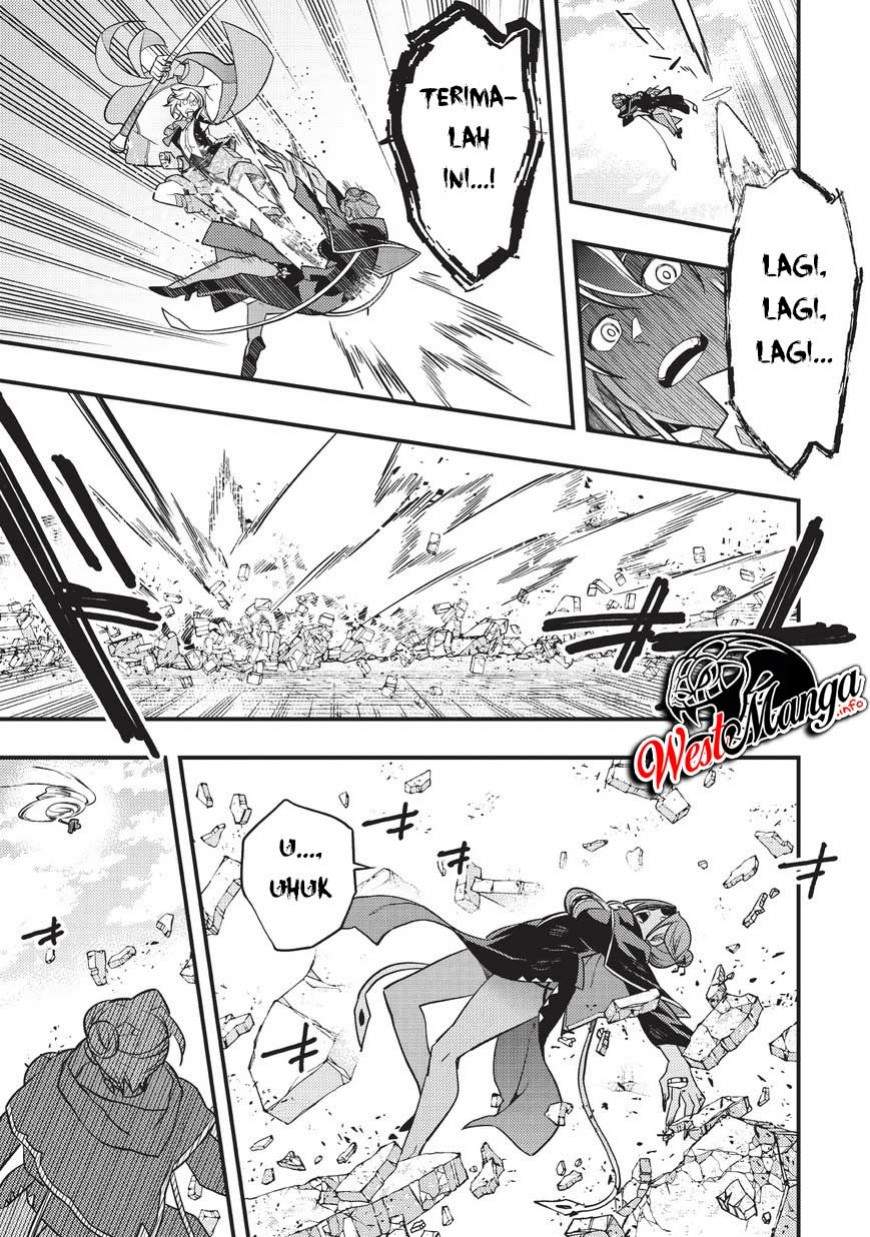 LAGI,
LAGI,
LAGI...
TERIMA-
LAH
INI...!
WestManga
.info
U...,
UHUK